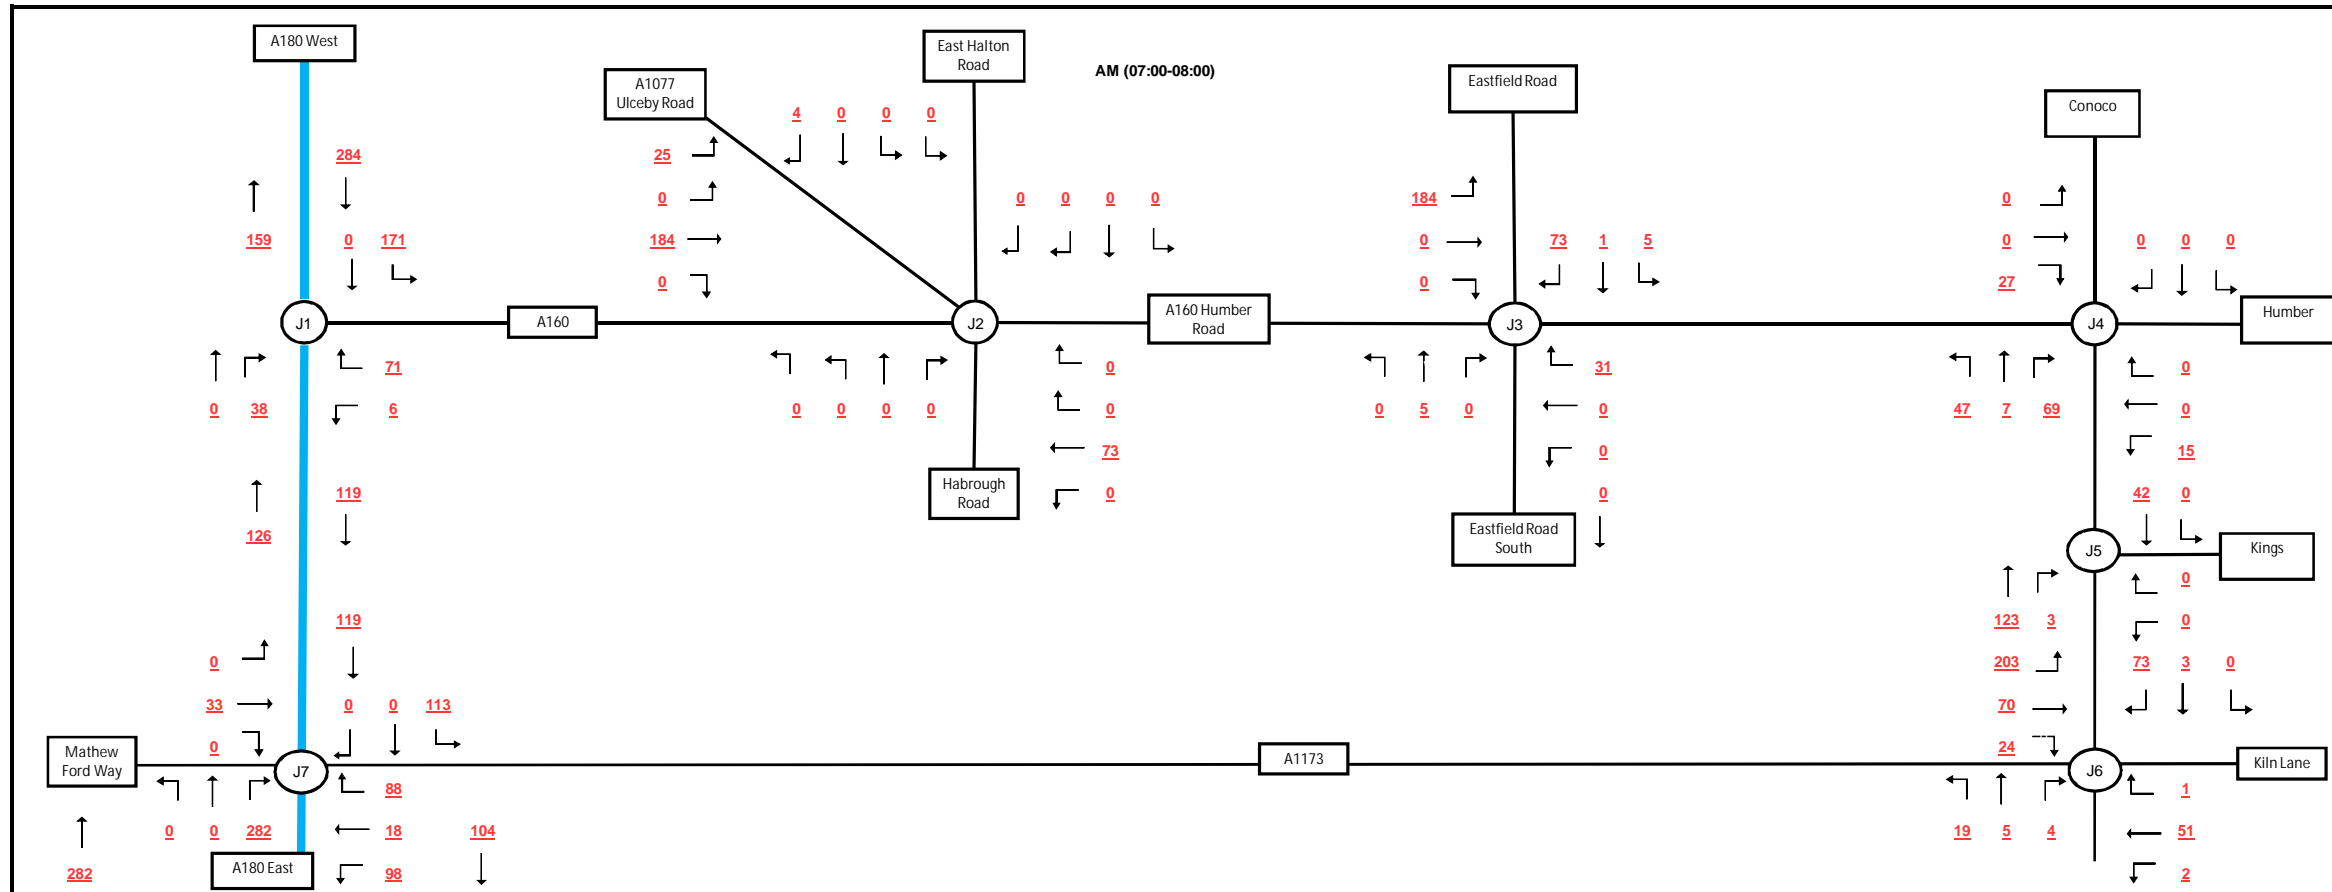 A180 West
East Halton
Road
AM (07:00-08:00)
A1077
Ulceby Road
Eastfield Road
Conoco
4 0 0 0
284
25
0
0 0 0 0
184
0
159
0 171
184
0
73 1 5
0
0 0 0
0
0
27
J1
A160
J2
A160 Humber
Road
J3
J4
Humber
71
0
31
0
0 38
6
0 0 0 0
0
0 5 0
0
47 7 69
0
73
0
15
Habrough
Road
119
0
0
42 0
126
Eastfield Road
South
J5
Kings
0
119
123 3
0
0
203
73 3 0
33
0 0 113
70
0
24
Mathew
Ford Way
J7
A1173
J6
Kiln Lane
88
1
0 0 282
18
104
19 5 4
51
282
A180 East
98
2